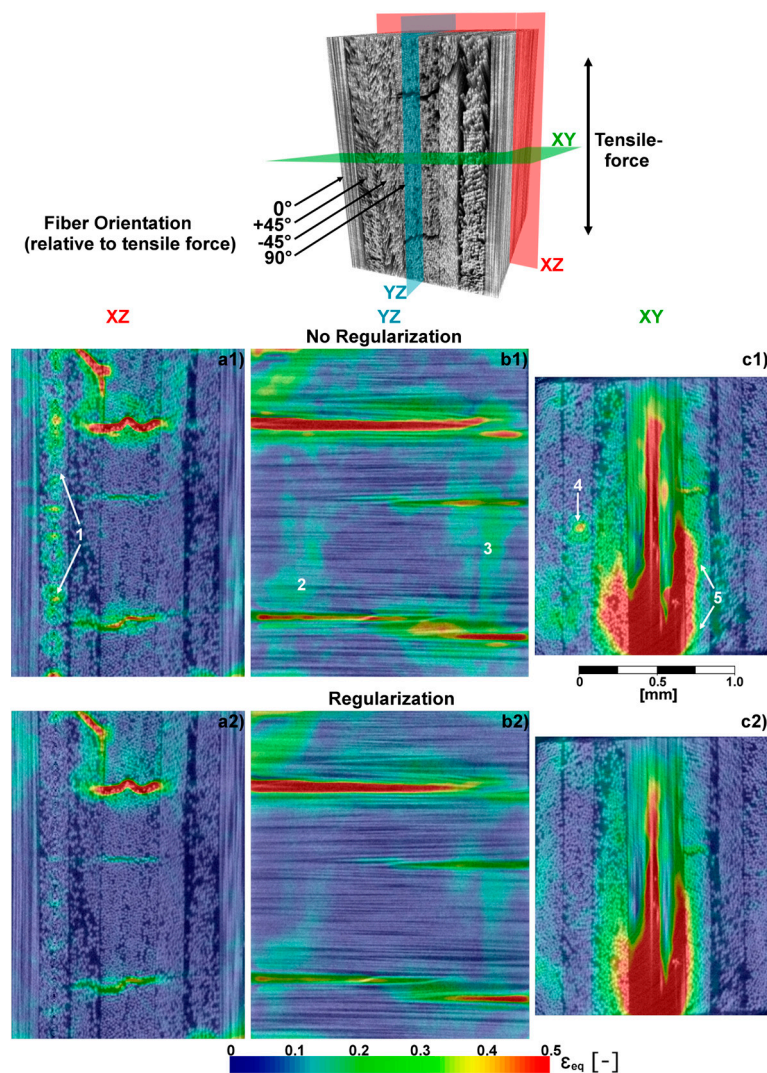 XY
Tensile-
force
0°
+45°
-45°
90°
Fiber Orientation
(relative to tensile force)
XZ
YZ
XZ
YZ
XY
No Regularization
a1)
b1)
c1)
1
2
3
4
5
0 0.5 1.0
[mm]
Regularization
a2)
b2)
c2)
0 0.1 0.2 0.3 0.4 0.5
εeq [-]